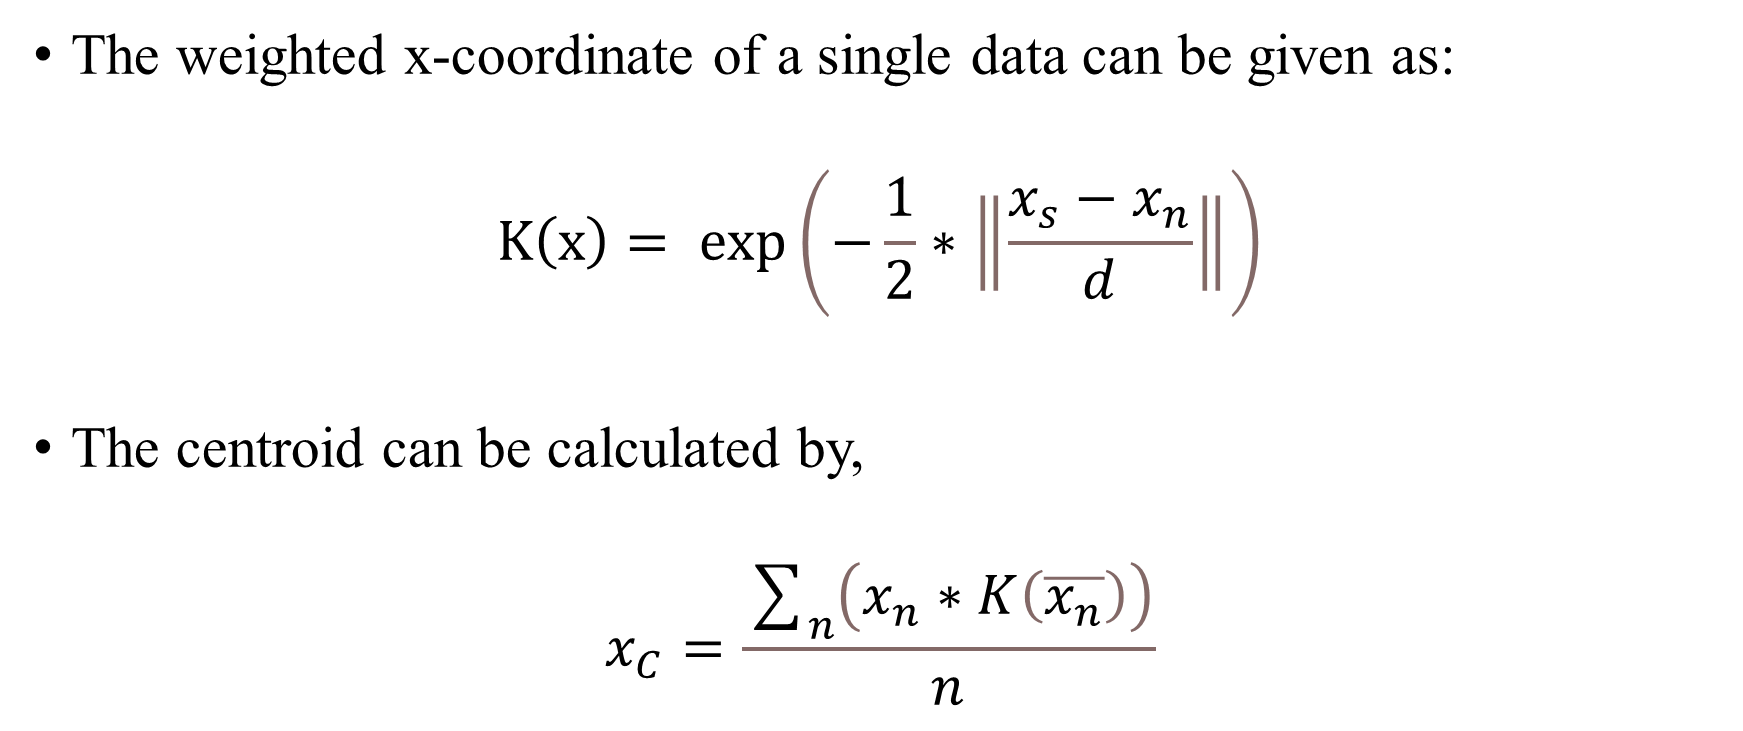 • The weighted x-coordinate of a single data can be given as:
K(x) = exp(−1/2 * ‖(x_s − x_n)/d‖)
• The centroid can be calculated by,
x_C = ∑_n(x_n * K(x̅_n̅))/n